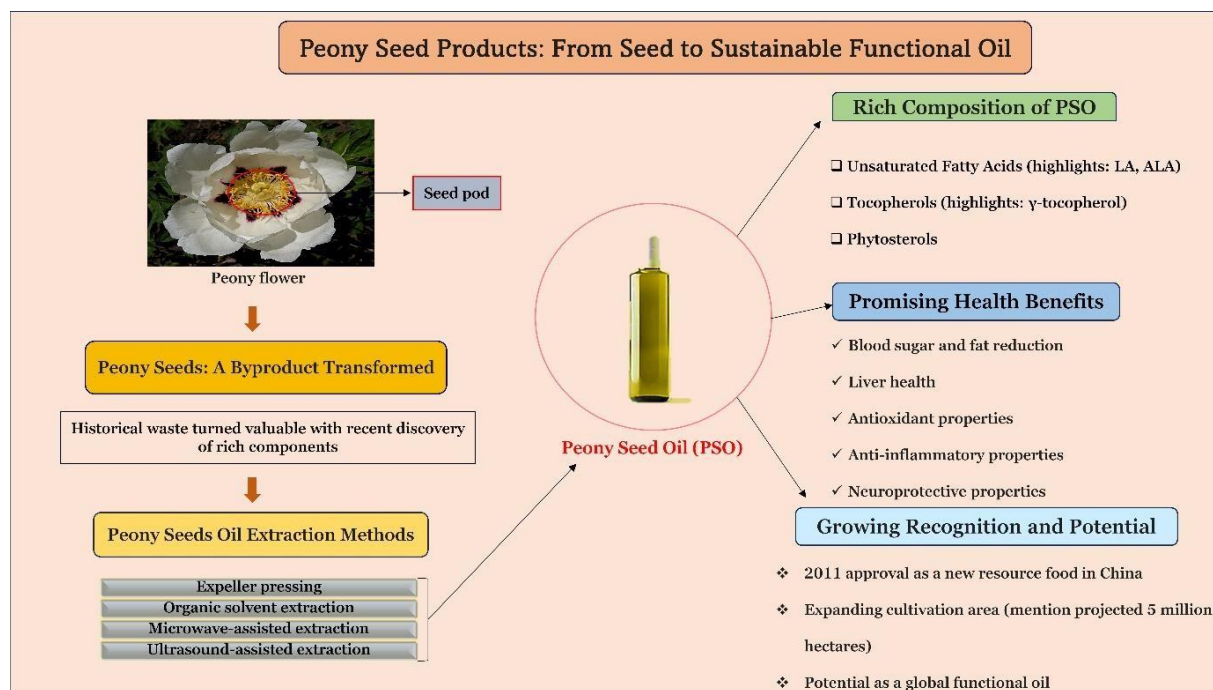 Peony Seed Products: From Seed to Sustainable Functional Oil
Seed pod
Peony flower
Peony Seeds: A Byproduct Transformed
Historical waste turned valuable with recent discovery
of rich components
Peony Seeds Oil Extraction Methods
Expeller pressing
Organic solvent extraction
Microwave-assisted extraction
Ultrasound-assisted extraction
Peony Seed Oil (PSO)
Rich Composition of PSO
Unsaturated Fatty Acids (highlights: LA, ALA)
Tocopherols (highlights: γ-tocopherol)
Phytosterols
Promising Health Benefits
Blood sugar and fat reduction
Liver health
Antioxidant properties
Anti-inflammatory properties
Neuroprotective properties
Growing Recognition and Potential
2011 approval as a new resource food in China
Expanding cultivation area (mention projected 5 million
hectares)
Potential as a global functional oil